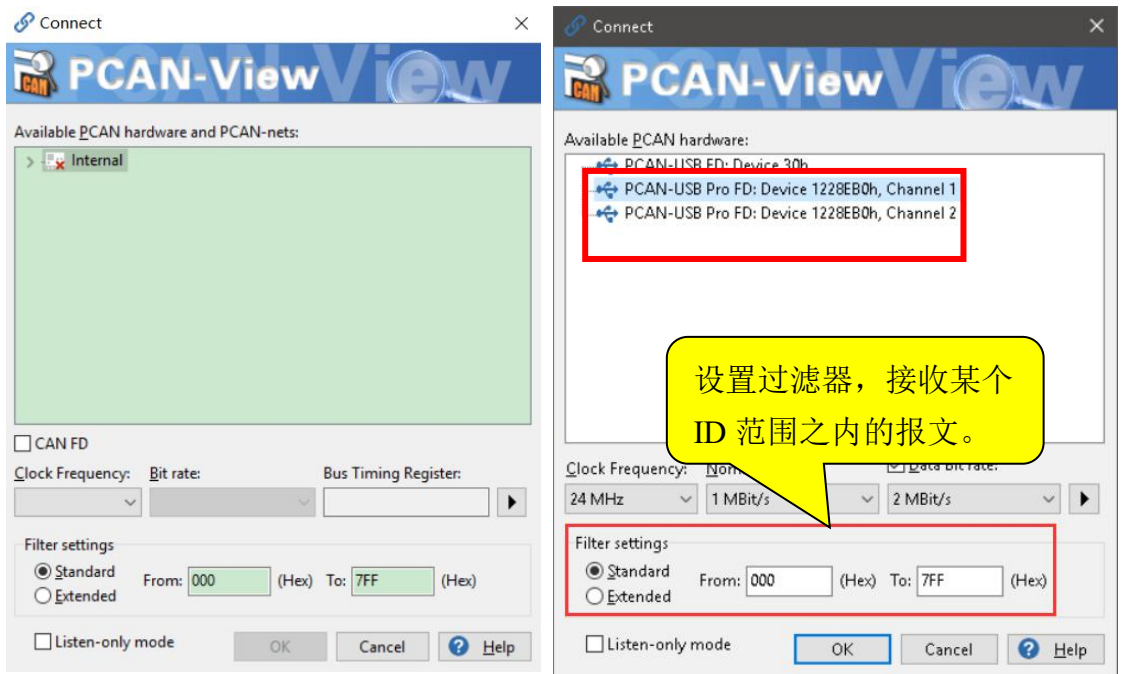 Connect
PCAN-View View
Available PCAN hardware and PCAN-nets:
Internal
CAN FD
Clock Frequency: Bit rate: Bus Timing Register:
Filter settings
Standard
From: 000 (Hex) To: 7FF (Hex)
Extended
Listen-only mode OK Cancel Help
Connect
PCAN-View View
Available PCAN hardware:
PCAN-USB FD: Device 30h
PCAN-USB Pro FD: Device 1228EB0h, Channel 1
PCAN-USB Pro FD: Device 1228EB0h, Channel 2
设置过滤器，接收某个
ID 范围之内的报文。
Clock Frequency: Data bit rate:
24 MHz 1 MBit/s 2 MBit/s
Filter settings
Standard
From: 000 (Hex) To: 7FF (Hex)
Extended
Listen-only mode OK Cancel Help